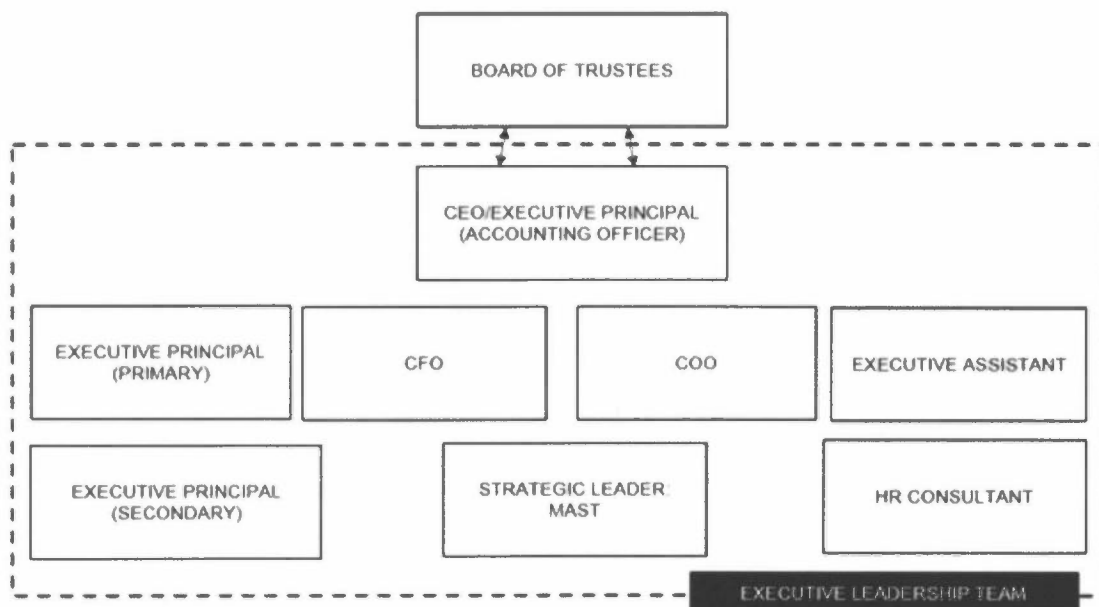 BOARD OF TRUSTEES
CEO/EXECUTIVE PRINCIPAL
(ACCOUNTING OFFICER)
EXECUTIVE PRINCIPAL
(PRIMARY)
CFO
COO
EXECUTIVE ASSISTANT
EXECUTIVE PRINCIPAL
(SECONDARY)
STRATEGIC LEADER:
MAST
HR CONSULTANT
EXECUTIVE LEADERSHIP TEAM